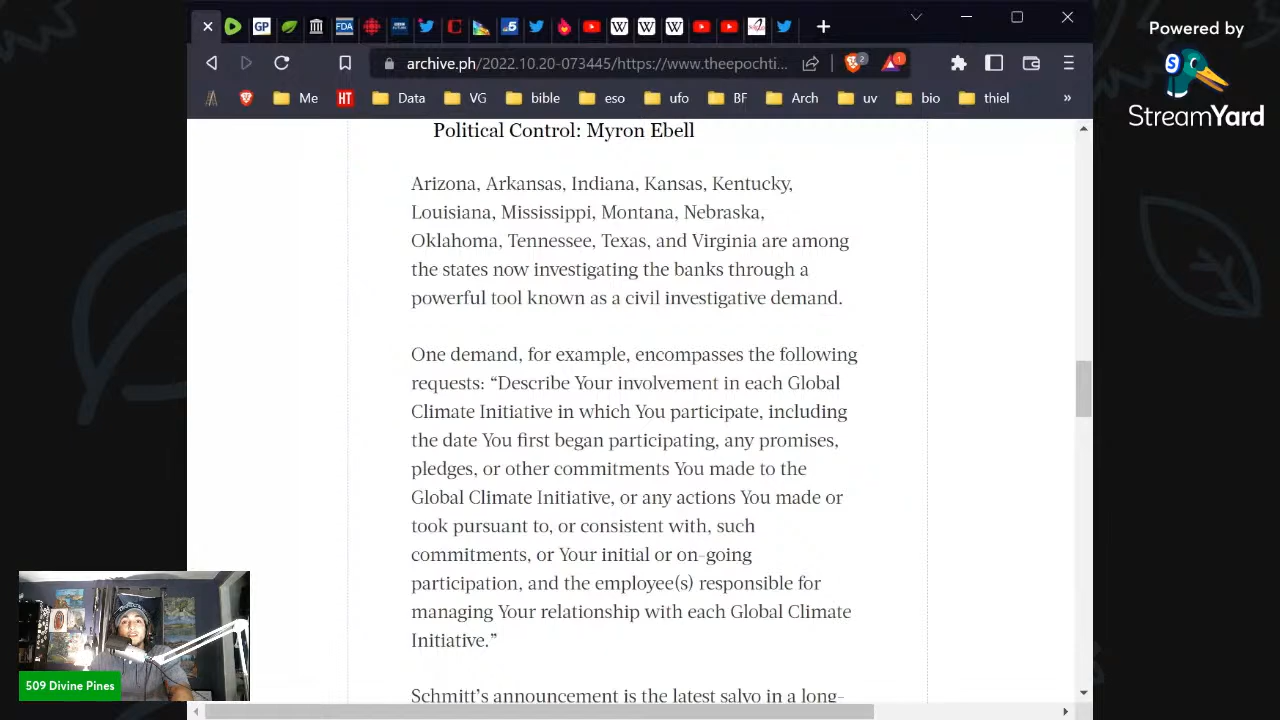 Powered by
StreamYard
GP
FDA
5
W
W
W
archive.ph/2022.10.20-073445/https://www.theepochti...
2
1
Me
HT
Data
VG
bible
eso
ufo
BF
Arch
uv
bio
thiel
»
Political Control: Myron Ebell
Arizona, Arkansas, Indiana, Kansas, Kentucky,
Louisiana, Mississippi, Montana, Nebraska,
Oklahoma, Tennessee, Texas, and Virginia are among
the states now investigating the banks through a
powerful tool known as a civil investigative demand.
One demand, for example, encompasses the following
requests: “Describe Your involvement in each Global
Climate Initiative in which You participate, including
the date You first began participating, any promises,
pledges, or other commitments You made to the
Global Climate Initiative, or any actions You made or
took pursuant to, or consistent with, such
commitments, or Your initial or on-going
participation, and the employee(s) responsible for
managing Your relationship with each Global Climate
Initiative.”
Schmitt’s announcement is the latest salvo in a long-
509 Divine Pines